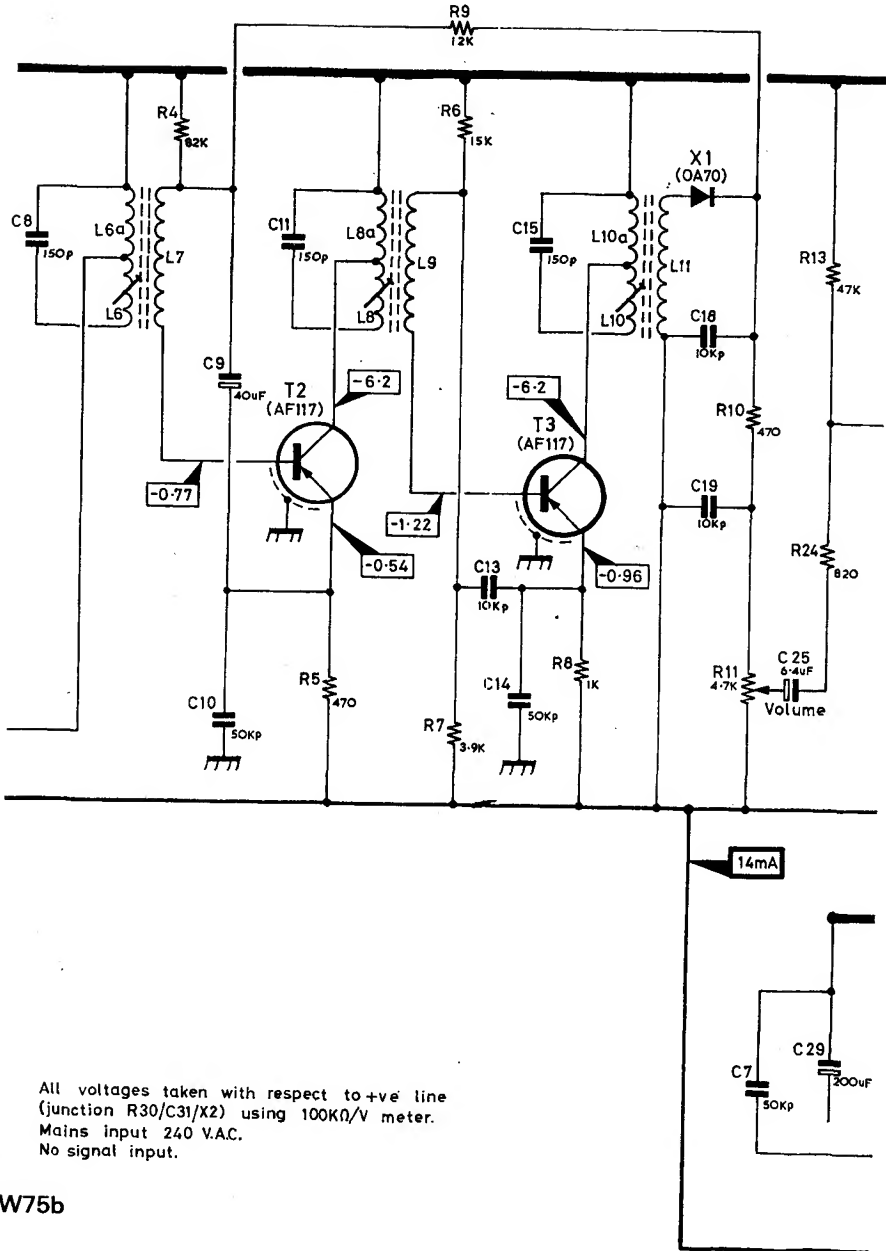 R9
12K
R4
82K
R6
15K
X1
(OA70)
C8
150p
L6a
L7
L6
C11
150p
L8a
L9
L8
C15
150p
L10a
L11
L10
R13
47K
C18
10Kp
C9
40uF
T2
(AF117)
-6·2
-6·2
T3
(AF117)
R10
470
-0·77
-1·22
C19
10Kp
-0·54
C13
10Kp
-0·96
R24
820
C10
50Kp
R5
470
R7
3.9K
C14
50Kp
R8
1K
R11
4.7K
C25
6.4uF
Volume
14mA
C7
50Kp
C29
200uF
All voltages taken with respect to +ve line
(junction R30/C31/X2) using 100KΩ/V meter.
Mains input 240 V.A.C.
No signal input.
W75b